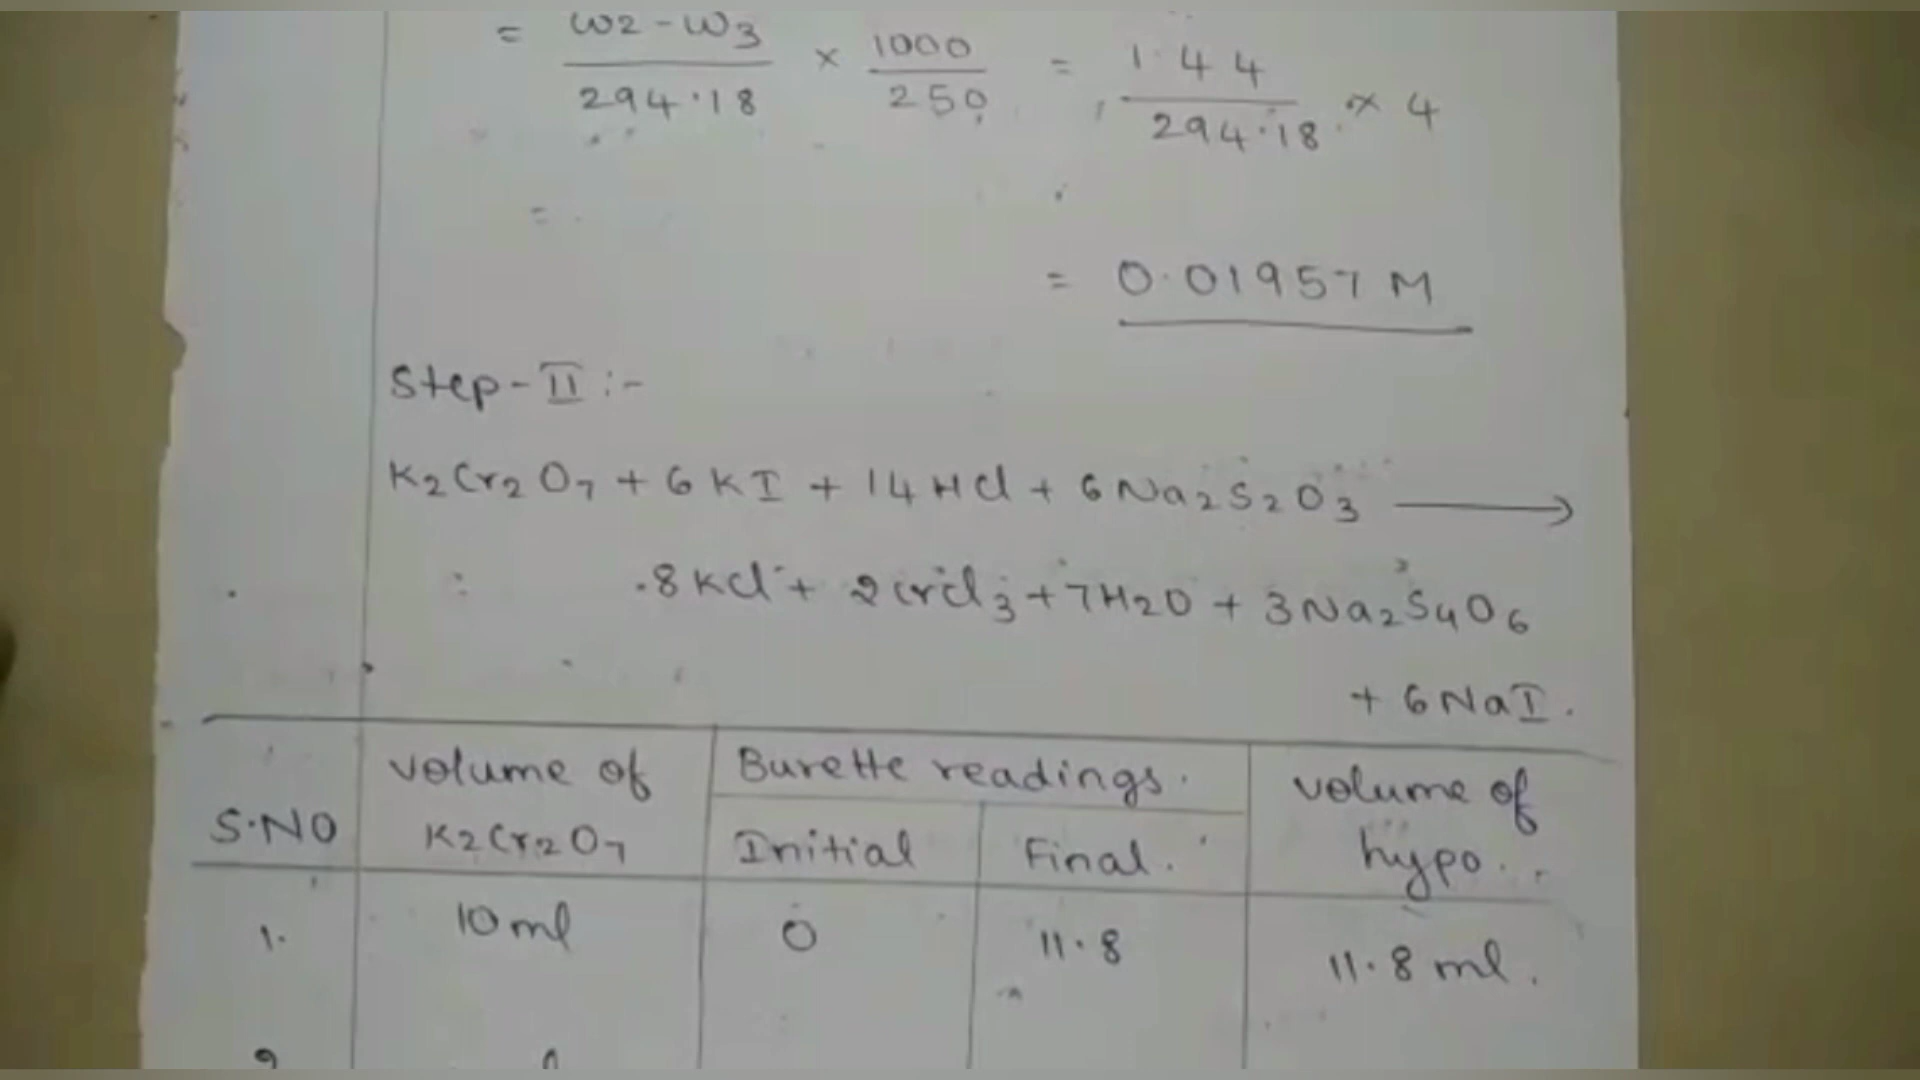 = W2-W3 / 294.18 × 1000 / 250 = 1.44 / 294.18 × 4
=
= 0.01957 M
Step-II :-
K2Cr2O7 + 6KI + 14HCl + 6Na2S2O3 →
8KCl + 2CrCl3 + 7H2O + 3Na2S4O6
+ 6NaI.
S.NO volume of K2Cr2O7 Burette readings. volume of hypo..
Initial Final.
1. 10ml 0 11.8 11.8 ml.